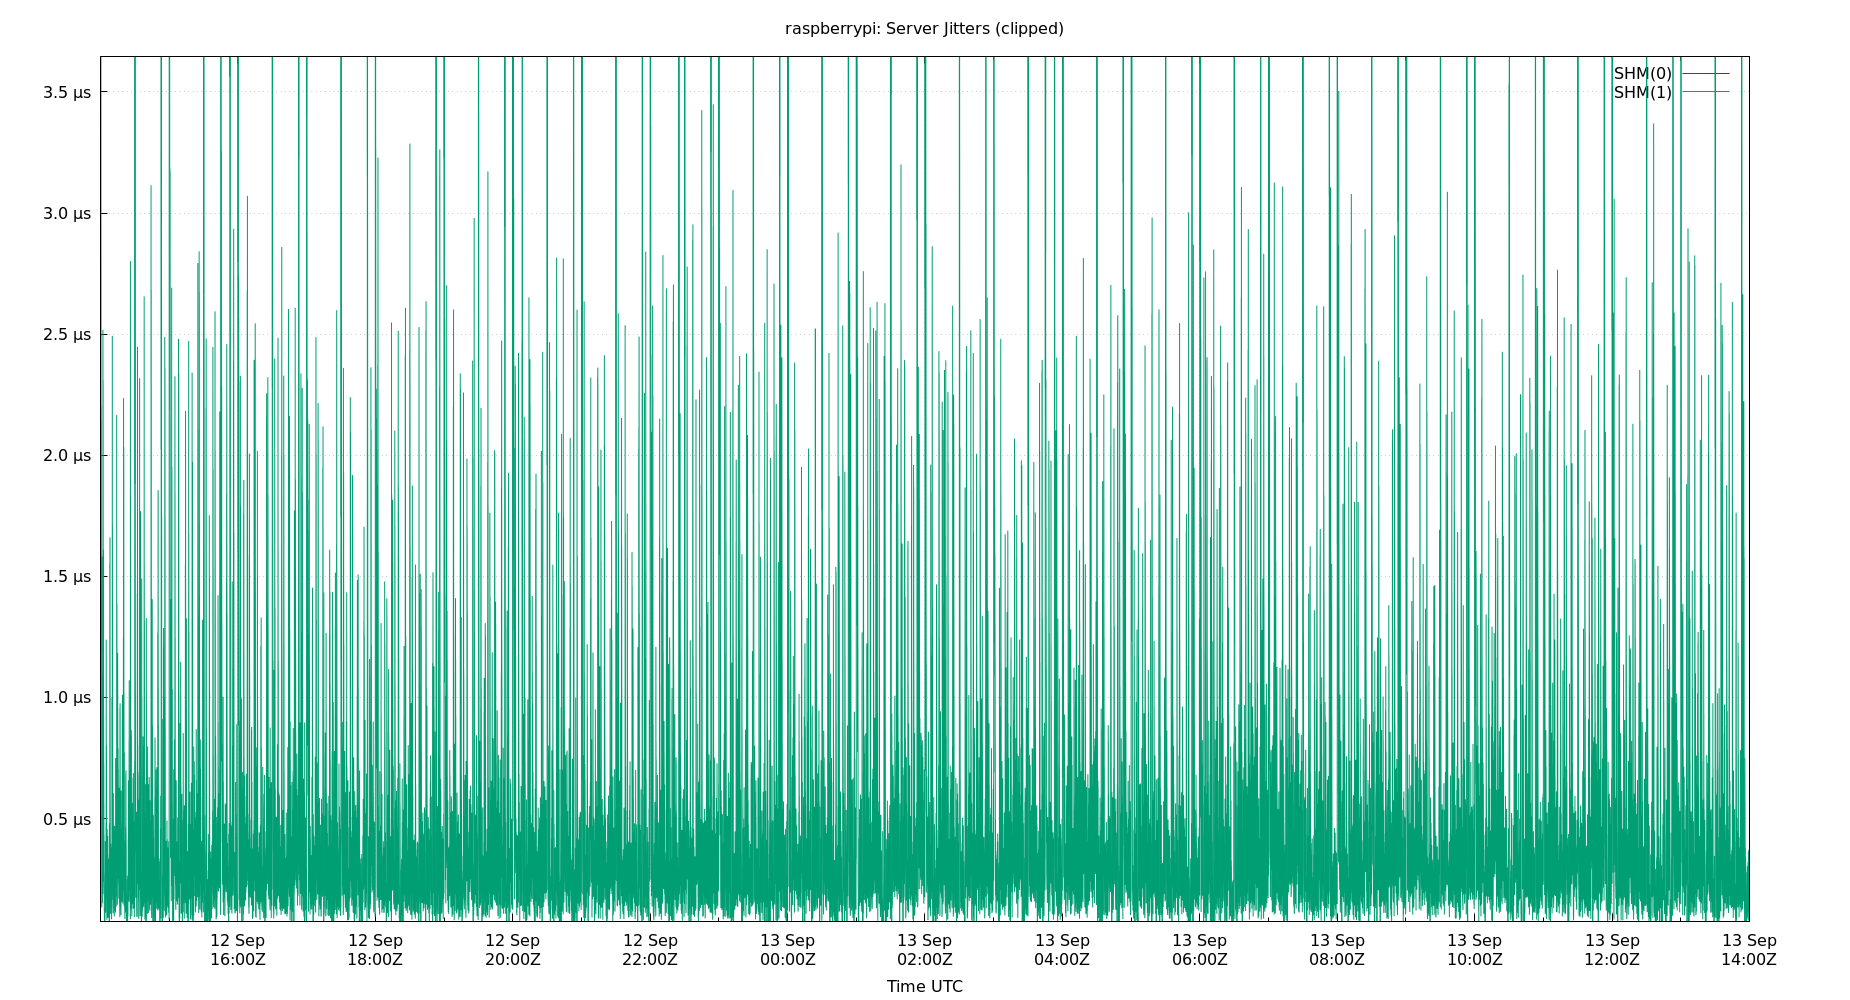 raspberrypi: Server Jitters (clipped)
SHM(0)
SHM(1)
3.5 μs
3.0 μs
2.5 μs
2.0 μs
1.5 μs
1.0 μs
0.5 μs
12 Sep 12 Sep 12 Sep 12 Sep 13 Sep 13 Sep 13 Sep 13 Sep 13 Sep 13 Sep 13 Sep 13 Sep
16:00Z 18:00Z 20:00Z 22:00Z 00:00Z 02:00Z 04:00Z 06:00Z 08:00Z 10:00Z 12:00Z 14:00Z
Time UTC